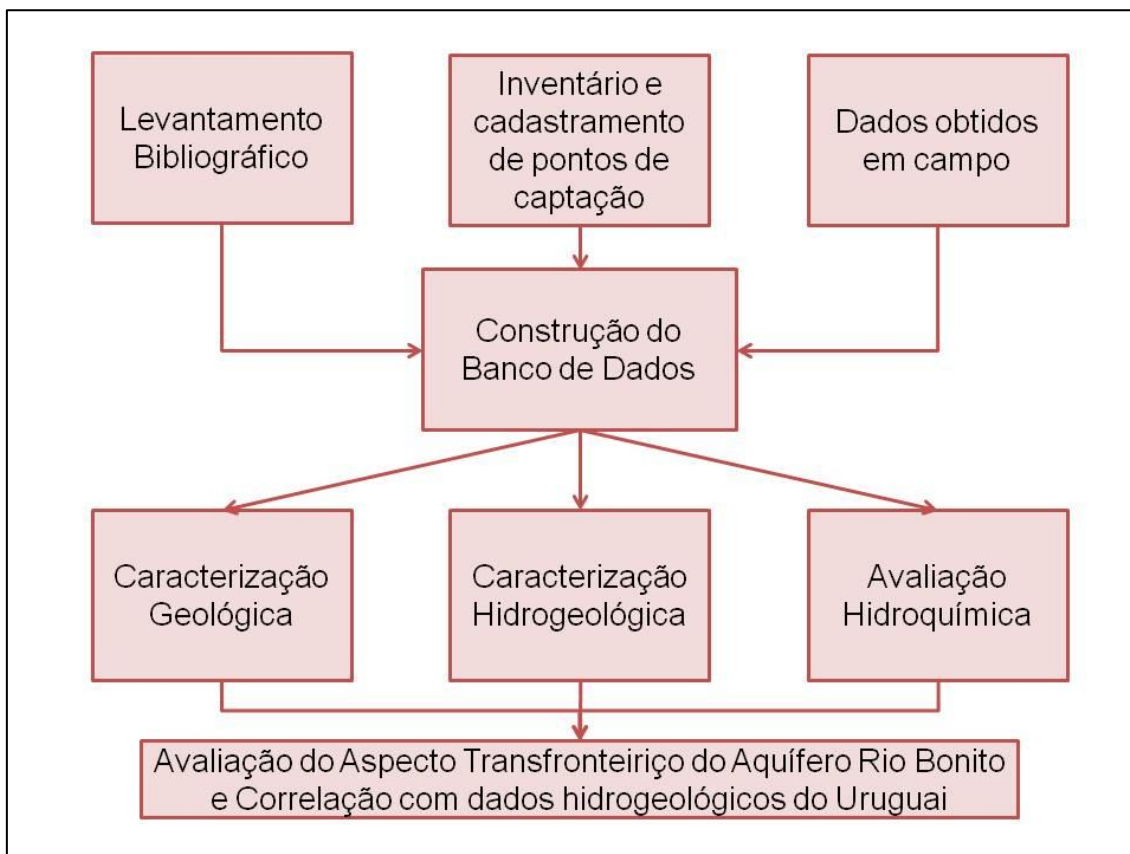 Levantamento
Bibliográfico
Inventário e
cadastramento
de pontos de
captação
Dados obtidos
em campo
Construção do
Banco de Dados
Caracterização
Geológica
Caracterização
Hidrogeológica
Avaliação
Hidroquímica
Avaliação do Aspecto Transfronteiriço do Aquífero Rio Bonito
e Correlação com dados hidrogeológicos do Uruguai